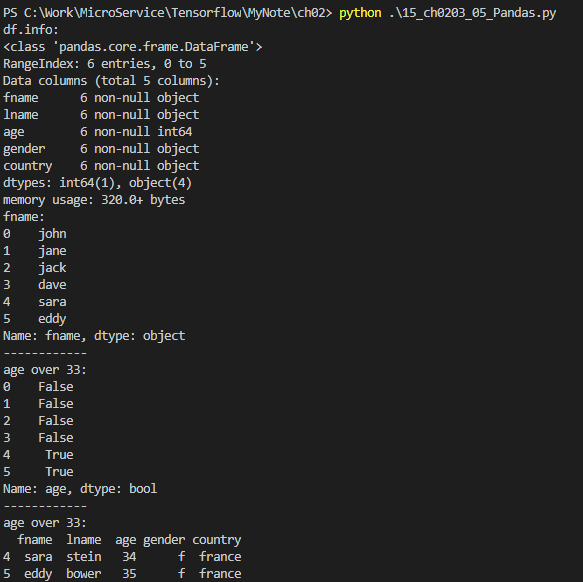 PS C:\Work\MicroService\Tensorflow\MyNote\ch02> python .\15_ch0203_05_Pandas.py
df.info:
<class 'pandas.core.frame.DataFrame'>
RangeIndex: 6 entries, 0 to 5
Data columns (total 5 columns):
fname      6 non-null object
lname      6 non-null object
age        6 non-null int64
gender     6 non-null object
country    6 non-null object
dtypes: int64(1), object(4)
memory usage: 320.0+ bytes
fname:
0    john
1    jane
2    jack
3    dave
4    sara
5    eddy
Name: fname, dtype: object
------------
age over 33:
0    False
1    False
2    False
3    False
4     True
5     True
Name: age, dtype: bool
------------
age over 33:
  fname  lname  age gender country
4  sara  stein   34      f  france
5  eddy  bower   35      f  france